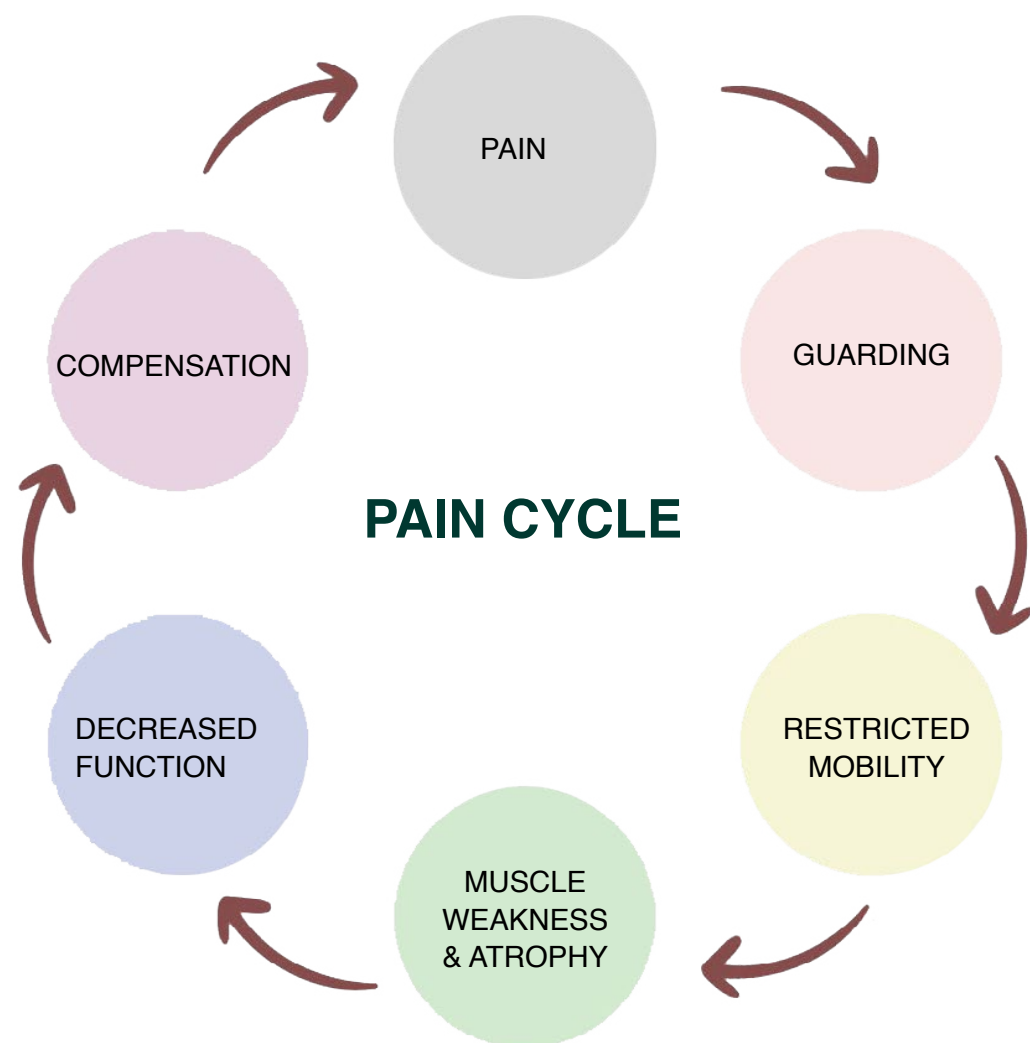 PAIN
GUARDING
RESTRICTED
MOBILITY
MUSCLE
WEAKNESS
& ATROPHY
DECREASED
FUNCTION
COMPENSATION
PAIN CYCLE